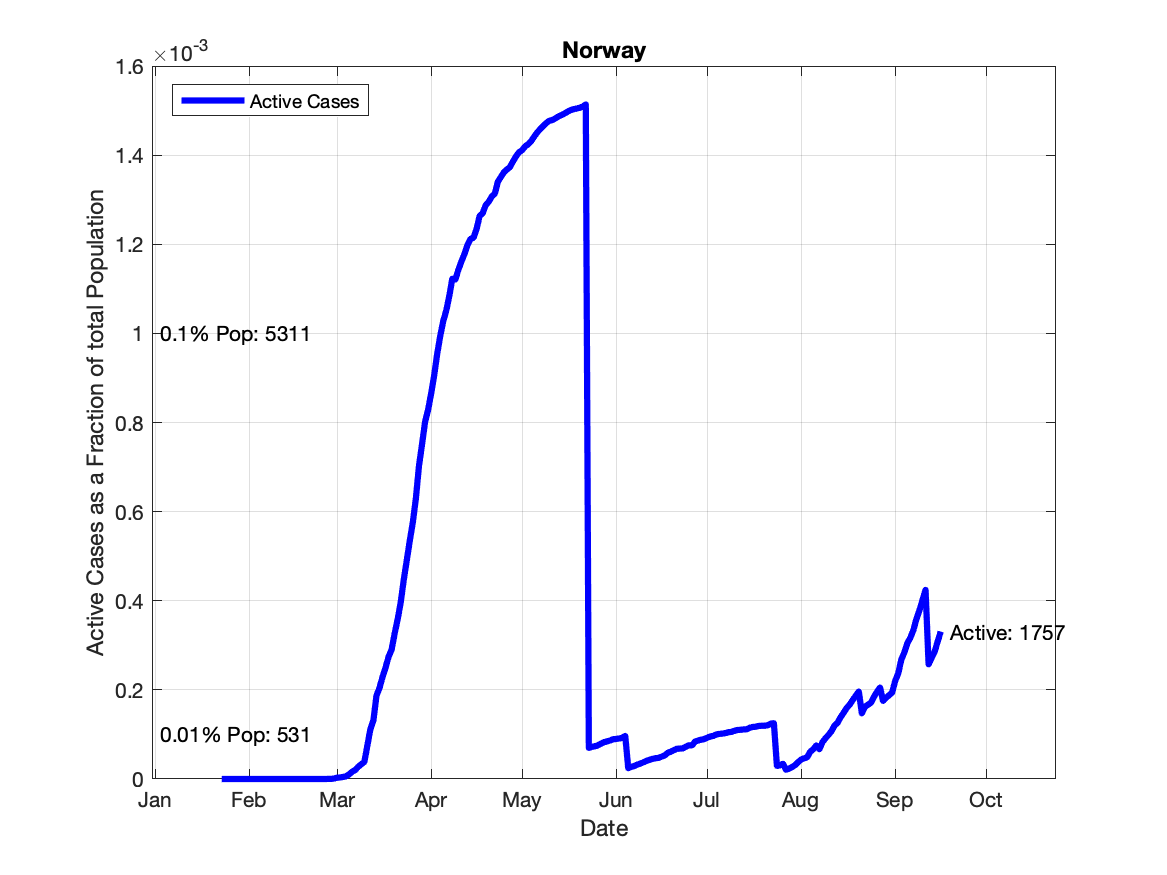 Norway
×10-3
Active Cases
1.6
1.4
1.2
1
0.8
0.6
0.4
0.2
0
Active Cases as a Fraction of total Population
0.1% Pop: 5311
0.01% Pop: 531
Active: 1757
Jan Feb Mar Apr May Jun Jul Aug Sep Oct
Date